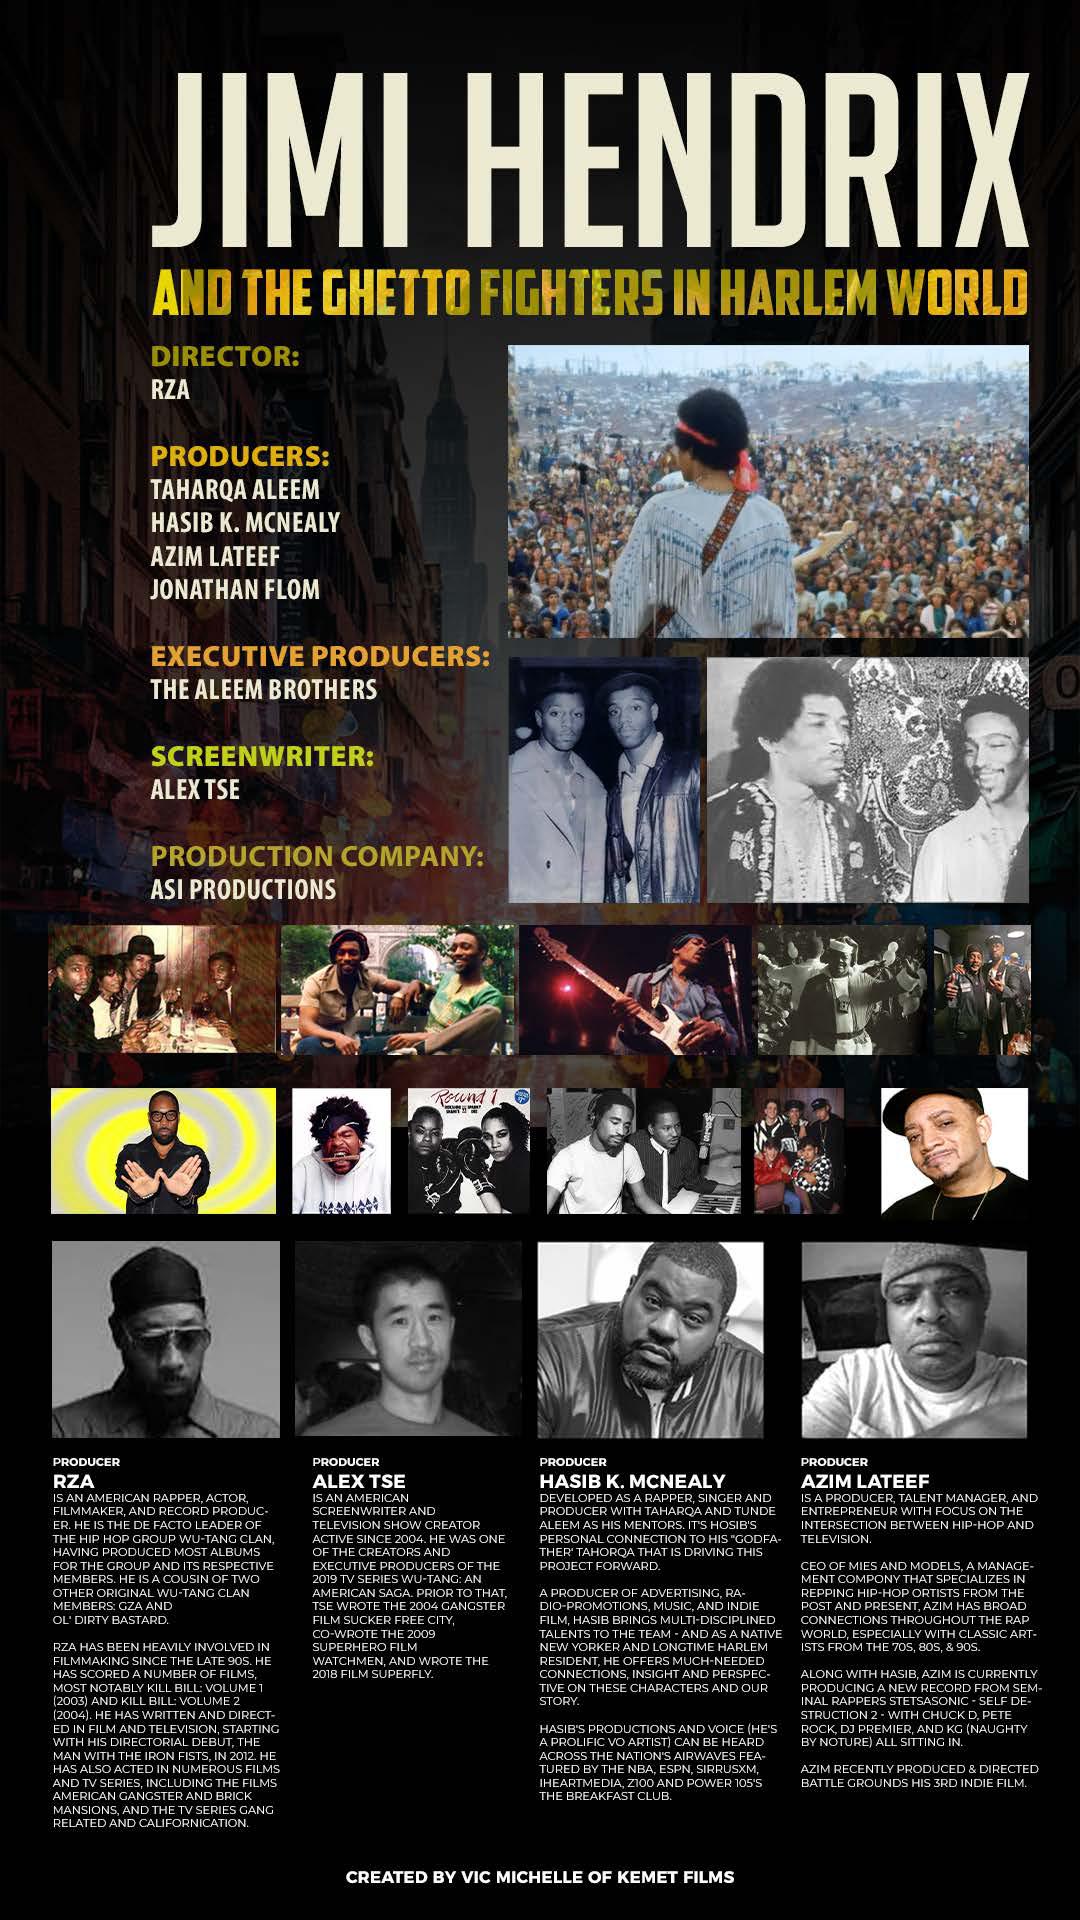 JIMI HENDRIX
AND THE GHETTO FIGHTERS IN HARLEM WORLD
DIRECTOR:
RZA
PRODUCERS:
TAHARQA ALEEM
HASIB K. MCNEALY
AZIM LATEEF
JONATHAN FLOM
EXECUTIVE PRODUCERS:
THE ALEEM BROTHERS
SCREENWRITER:
ALEX TSE
PRODUCTION COMPANY:
ASI PRODUCTIONS
Round 1
PRODUCER
RZA
IS AN AMERICAN RAPPER, ACTOR,
FILMMAKER, AND RECORD PRODUC-
ER. HE IS THE DE FACTO LEADER OF
THE HIP HOP GROUP WU-TANG CLAN,
HAVING PRODUCED MOST ALBUMS
FOR THE GROUP AND ITS RESPECTIVE
MEMBERS. HE IS A COUSIN OF TWO
OTHER ORIGINAL WU-TANG CLAN
MEMBERS: GZA AND
OL' DIRTY BASTARD.
RZA HAS BEEN HEAVILY INVOLVED IN
FILMMAKING SINCE THE LATE 90S. HE
HAS SCORED A NUMBER OF FILMS,
MOST NOTABLY KILL BILL: VOLUME 1
(2003) AND KILL BILL: VOLUME 2
(2004). HE HAS WRITTEN AND DIRECT-
ED IN FILM AND TELEVISION, STARTING
WITH HIS DIRECTORIAL DEBUT, THE
MAN WITH THE IRON FISTS, IN 2012. HE
HAS ALSO ACTED IN NUMEROUS FILMS
AND TV SERIES, INCLUDING THE FILMS
AMERICAN GANGSTER AND BRICK
MANSIONS, AND THE TV SERIES GANG
RELATED AND CALIFORNICATION.
PRODUCER
ALEX TSE
IS AN AMERICAN
SCREENWRITER AND
TELEVISION SHOW CREATOR
ACTIVE SINCE 2004. HE WAS ONE
OF THE CREATORS AND
EXECUTIVE PRODUCERS OF THE
2019 TV SERIES WU-TANG: AN
AMERICAN SAGA. PRIOR TO THAT,
TSE WROTE THE 2004 GANGSTER
FILM SUCKER FREE CITY,
CO-WROTE THE 2009
SUPERHERO FILM
WATCHMEN, AND WROTE THE
2018 FILM SUPERFLY.
PRODUCER
HASIB K. MCNEALY
DEVELOPED AS A RAPPER, SINGER AND
PRODUCER WITH TAHARQA AND TUNDE
ALEEM AS HIS MENTORS. IT'S HOSIB'S
PERSONAL CONNECTION TO HIS "GODFA-
THER' TAHORQA THAT IS DRIVING THIS
PROJECT FORWARD.
A PRODUCER OF ADVERTISING, RA-
DIO-PROMOTIONS, MUSIC, AND INDIE
FILM, HASIB BRINGS MULTI-DISCIPLINED
TALENTS TO THE TEAM - AND AS A NATIVE
NEW YORKER AND LONGTIME HARLEM
RESIDENT, HE OFFERS MUCH-NEEDED
CONNECTIONS, INSIGHT AND PERSPEC-
TIVE ON THESE CHARACTERS AND OUR
STORY.
HASIB'S PRODUCTIONS AND VOICE (HE'S
A PROLIFIC VO ARTIST) CAN BE HEARD
ACROSS THE NATION'S AIRWAVES FEA-
TURED BY THE NBA, ESPN, SIRRUSXM,
IHEARTMEDIA, Z100 AND POWER 105'S
THE BREAKFAST CLUB.
PRODUCER
AZIM LATEEF
IS A PRODUCER, TALENT MANAGER, AND
ENTREPRENEUR WITH FOCUS ON THE
INTERSECTION BETWEEN HIP-HOP AND
TELEVISION.
CEO OF MIES AND MODELS, A MANAGE-
MENT COMPONY THAT SPECIALIZES IN
REPPING HIP-HOP ORTISTS FROM THE
POST AND PRESENT, AZIM HAS BROAD
CONNECTIONS THROUGHOUT THE RAP
WORLD, ESPECIALLY WITH CLASSIC ART-
ISTS FROM THE 70S, 80S, & 90S.
ALONG WITH HASIB, AZIM IS CURRENTLY
PRODUCING A NEW RECORD FROM SEM-
INAL RAPPERS STETSASONIC - SELF DE-
STRUCTION 2 - WITH CHUCK D, PETE
ROCK, DJ PREMIER, AND KG (NAUGHTY
BY NOTURE) ALL SITTING IN.
AZIM RECENTLY PRODUCED & DIRECTED
BATTLE GROUNDS HIS 3RD INDIE FILM.
CREATED BY VIC MICHELLE OF KEMET FILMS